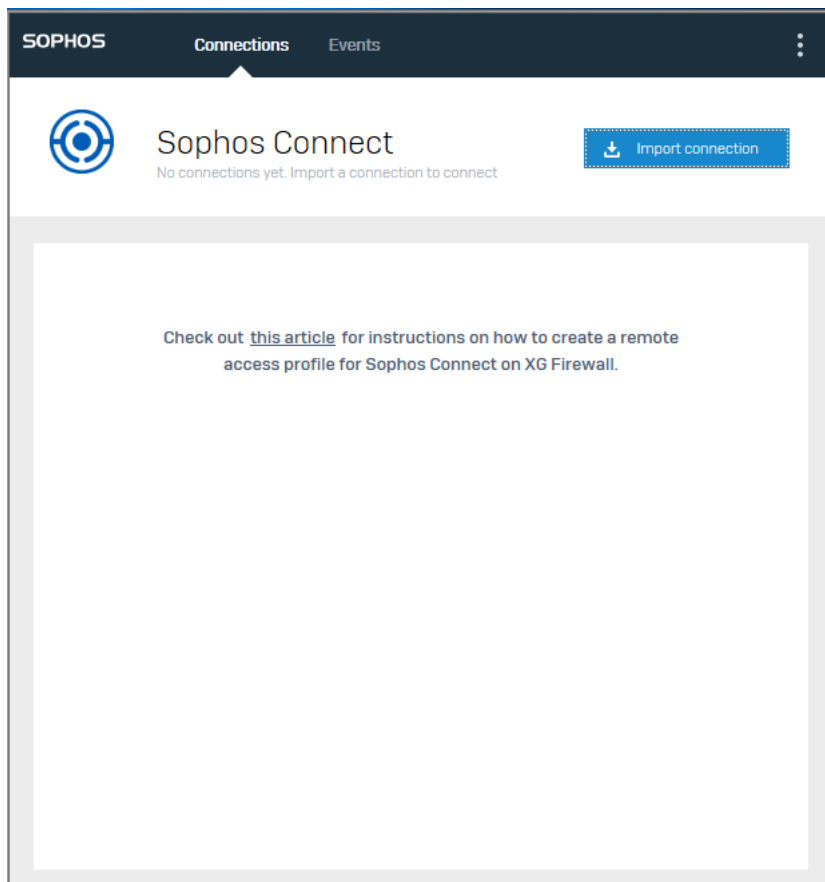 SOPHOS
Connections Events
Sophos Connect
No connections yet. Import a connection to connect
Import connection
Check out this article for instructions on how to create a remote
access profile for Sophos Connect on XG Firewall.